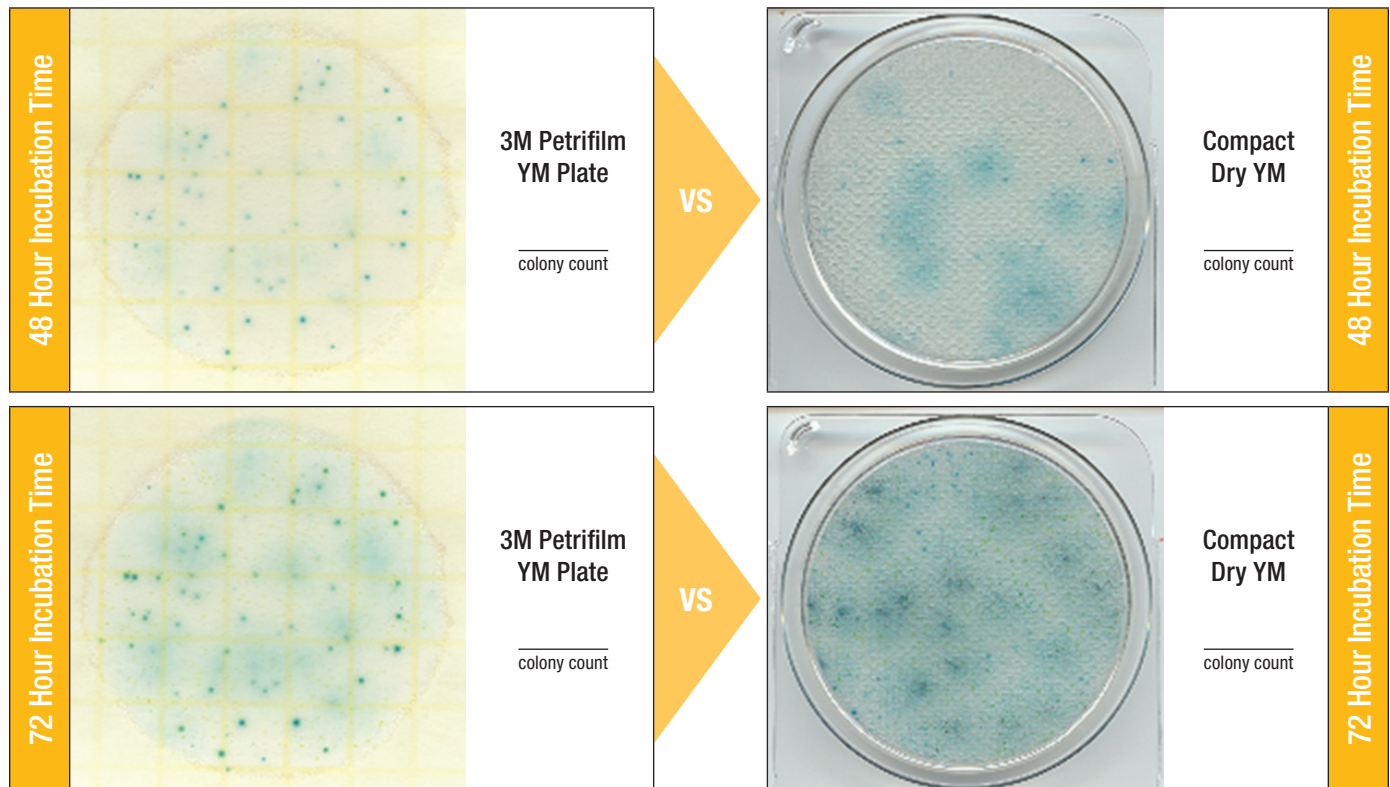 48 Hour Incubation Time
3M Petrifilm
YM Plate
colony count
VS
Compact
Dry YM
colony count
48 Hour Incubation Time
72 Hour Incubation Time
3M Petrifilm
YM Plate
colony count
VS
Compact
Dry YM
colony count
72 Hour Incubation Time